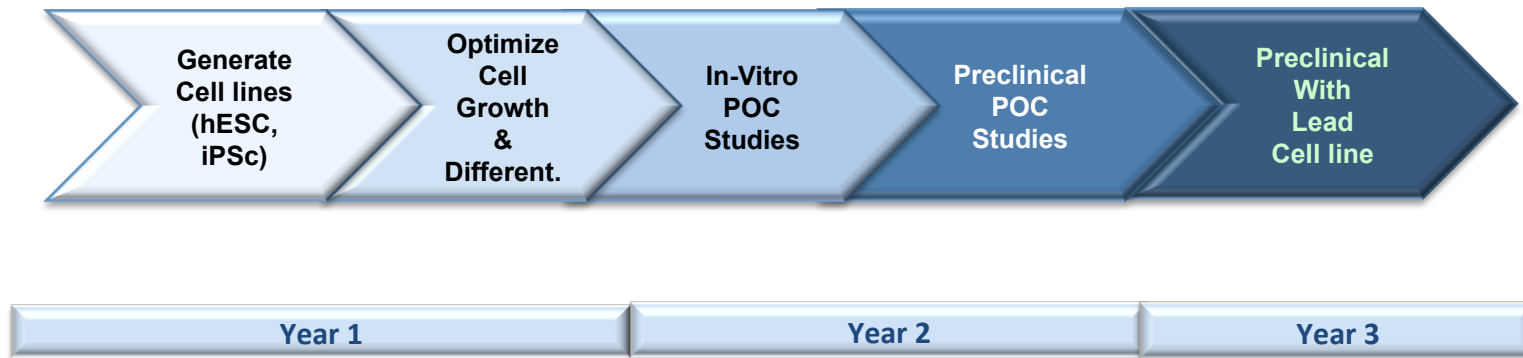 Generate
Cell lines
(hESC,
iPSc)
Optimize
Cell
Growth
&
Different.
In-Vitro
POC
Studies
Preclinical
POC
Studies
Preclinical
With
Lead
Cell line
Year 1
Year 2
Year 3